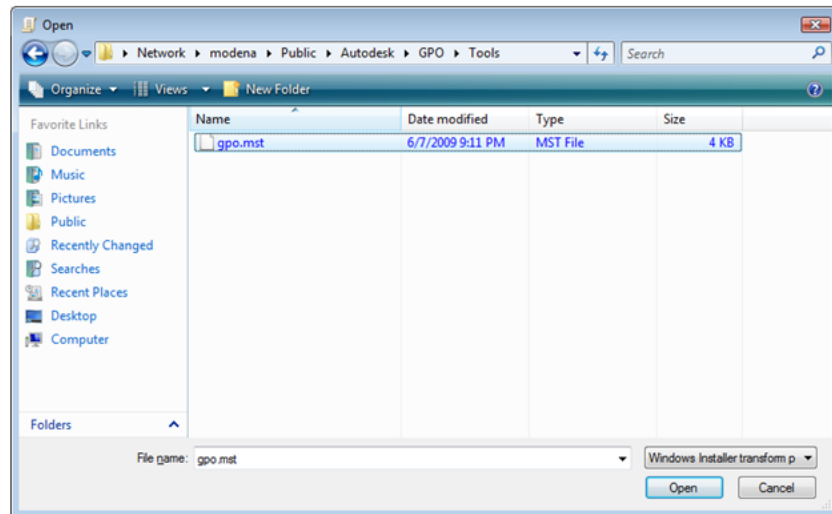 Open
Network ▸ modena ▸ Public ▸ Autodesk ▸ GPO ▸ Tools
Search
Organize Views New Folder
Favorite Links
Documents
Music
Pictures
Public
Recently Changed
Searches
Recent Places
Desktop
Computer
Folders
Name Date modified Type Size
gpo.mst 6/7/2009 9:11 PM MST File 4 KB
File name: gpo.mst
Windows Installer transform p
Open Cancel